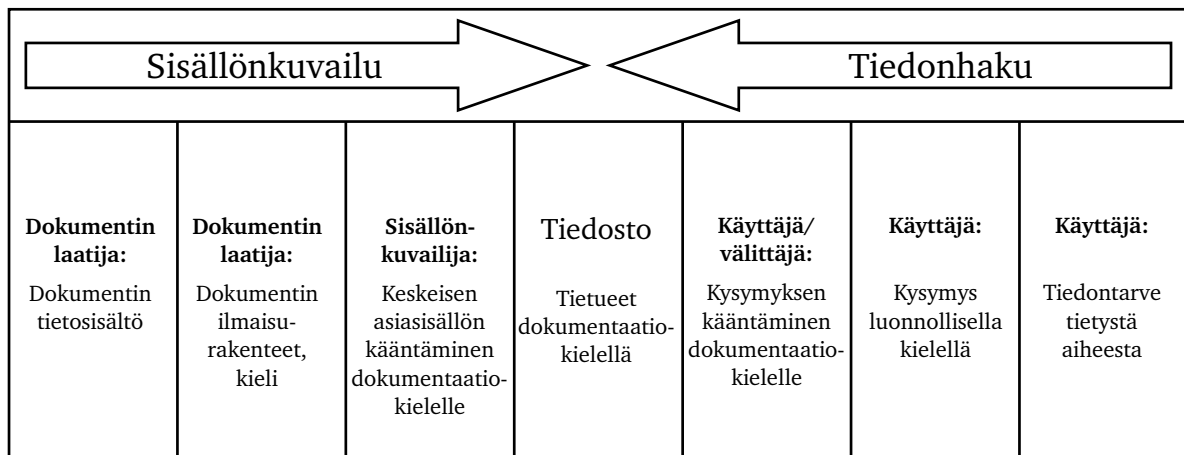 Sisällönkuvailu
Tiedonhaku
Dokumentin
laatija:
Dokumentin
tietosisältö
Dokumentin
laatija:
Dokumentin
ilmaisu-
rakenteet,
kieli
Sisällön-
kuvailija:
Keskeisen
asiasisällön
kääntäminen
dokumentaatio-
kielelle
Tiedosto
Tietueet
dokumentaatio-
kielellä
Käyttäjä/
välittäjä:
Kysymyksen
kääntäminen
dokumentaatio-
kielelle
Käyttäjä:
Kysymys
luonnollisella
kielellä
Käyttäjä:
Tiedontarve
tietystä
aiheesta